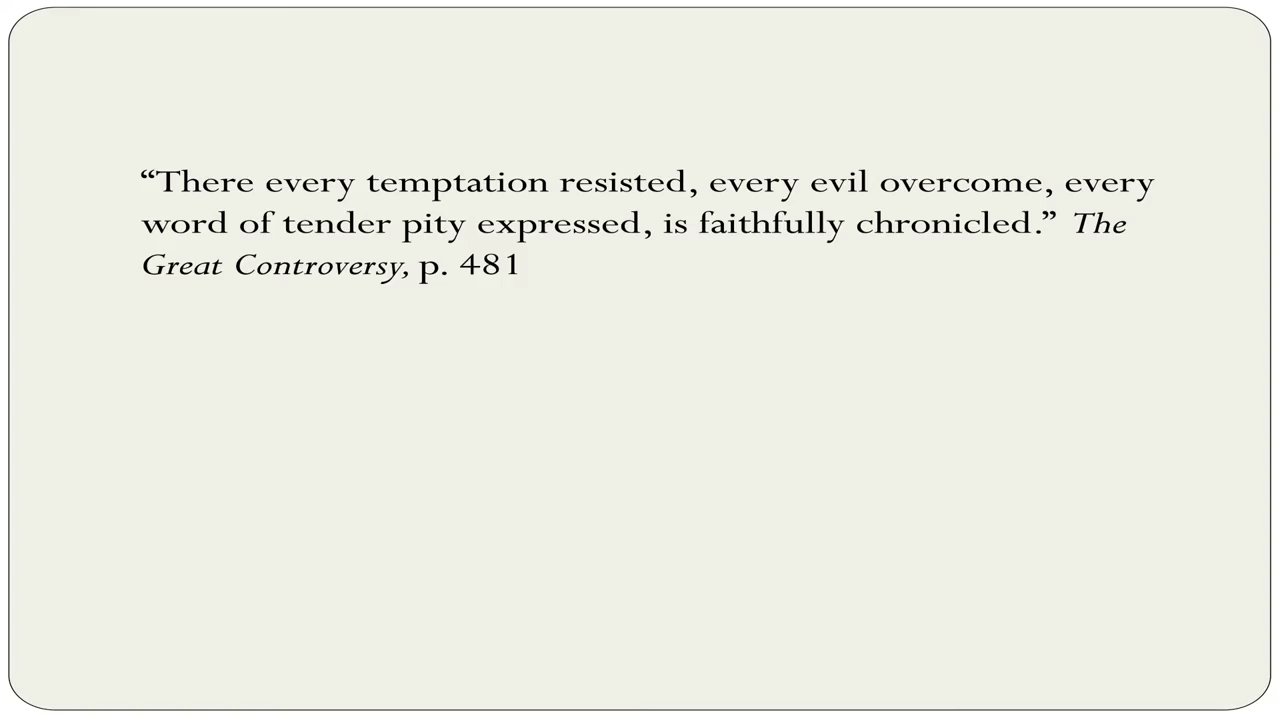 “There every temptation resisted, every evil overcome, every
word of tender pity expressed, is faithfully chronicled.” The
Great Controversy, p. 481